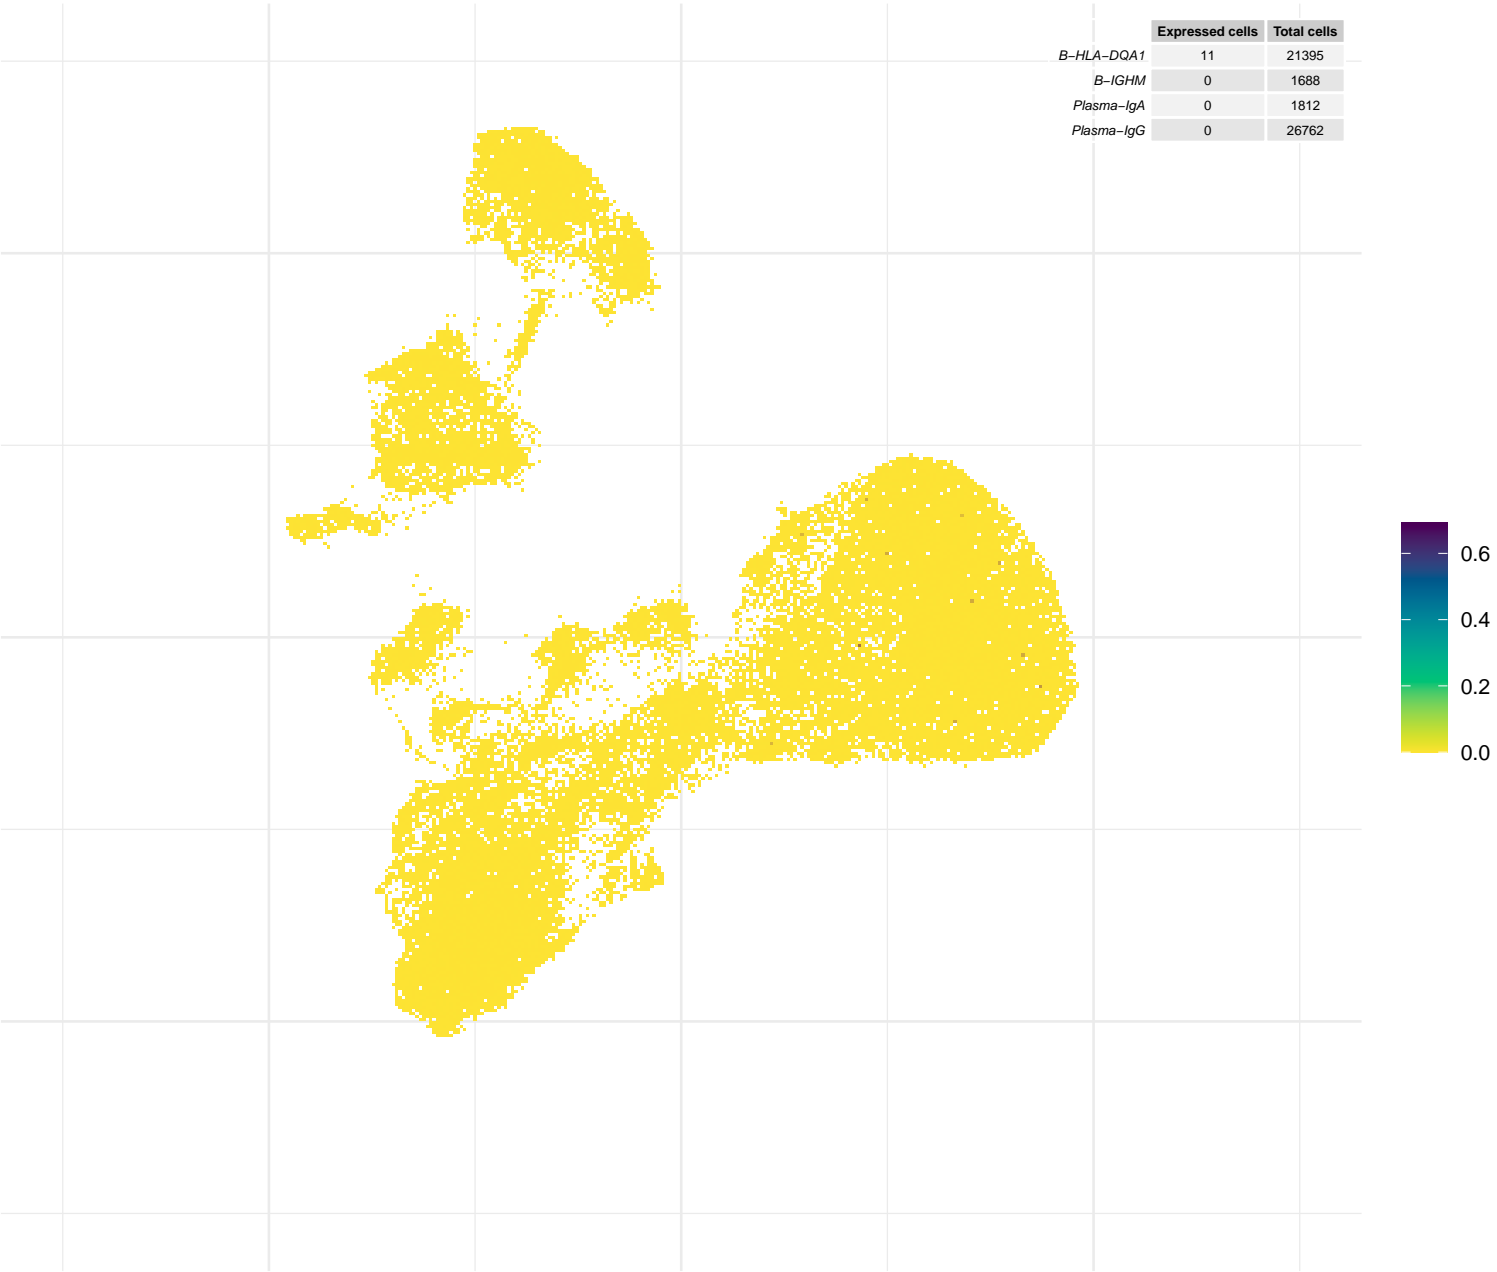 Expressed cells Total cells
B−HLA−DQA1 11 21395
B−IGHM 0 1688
Plasma−IgA 0 1812
Plasma−IgG 0 26762
0.6
0.4
0.2
0.0